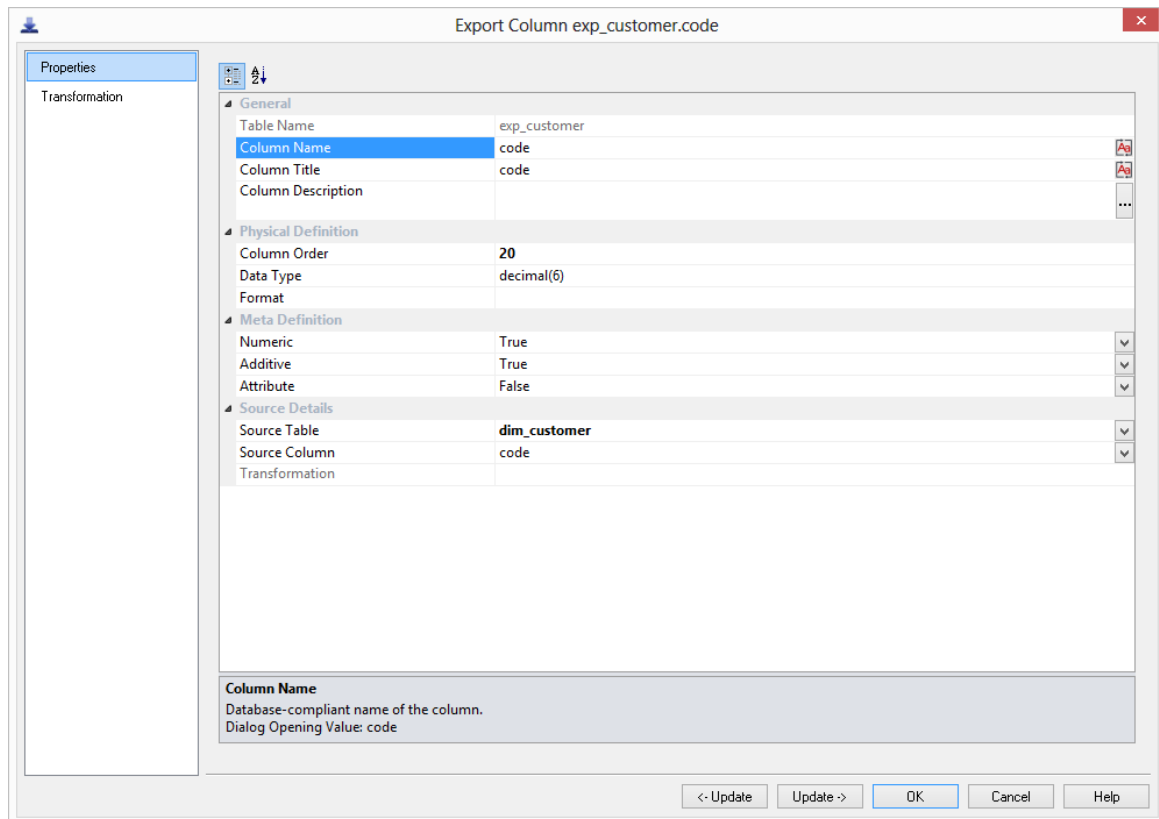 Export Column exp_customer.code
Properties
Transformation
General
Table Name exp_customer
Column Name code
Column Title code
Column Description
...
Physical Definition
Column Order 20
Data Type decimal(6)
Format
Meta Definition
Numeric True
Additive True
Attribute False
Source Details
Source Table dim_customer
Source Column code
Transformation
Column Name
Database-compliant name of the column.
Dialog Opening Value: code
<- Update Update -> OK Cancel Help